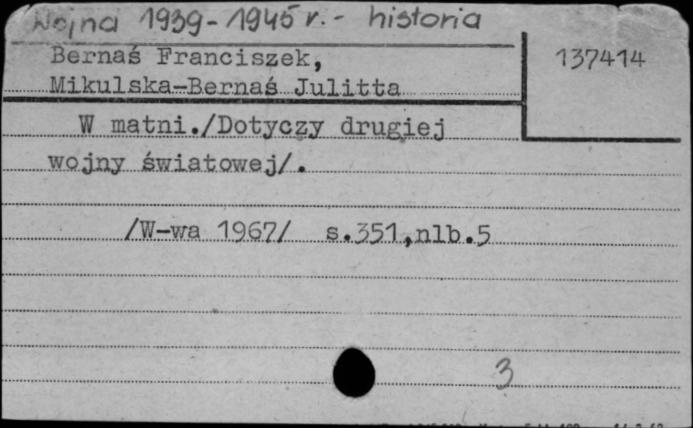 Wojna 1939-1945 r. - historia
Bernaś Franciszek,
137414
Mikulska-Bernaś Julitta
W matni./Dotyczy drugiej
wojny światowej/.
/W-wa 1967/ s.351,nlb.5
3